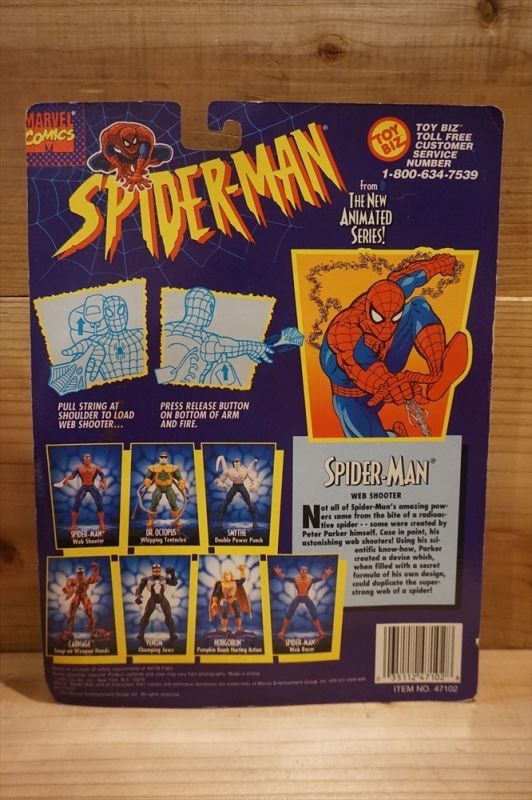 MARVEL
COMICS
SPIDER-MAN®
TOY
BIZ
TOY BIZ™
TOLL FREE
CUSTOMER
SERVICE
NUMBER
1-800-634-7539
From
THE NEW
ANIMATED
SERIES!
PULL STRING AT
SHOULDER TO LOAD
WEB SHOOTER...
PRESS RELEASE BUTTON
ON BOTTOM OF ARM
AND FIRE.
SPIDER-MAN
Web Shooter
DR. OCTOPUS
Whipping Tentacles
SMYTHE
Double Power Punch
CARNAGE
Snap-on Weapon Hands
VENOM
Chomping Jaws
HOBGOBLIN
Pumpkin Bomb Hurling Action
SPIDER-MAN
Web Racer
SPIDER-MAN®
WEB SHOOTER
Not all of Spider-Man's amazing pow-
ers came from the bite of a radioac-
tive spider - - some were created by
Peter Parker himself. Case in point, his
astonishing web shooters! Using his sci-
entific know-how, Parker
created a device which,
when filled with a secret
formula of his own design,
could duplicate the super-
strong web of a spider!
35112 47102
ITEM NO. 47102